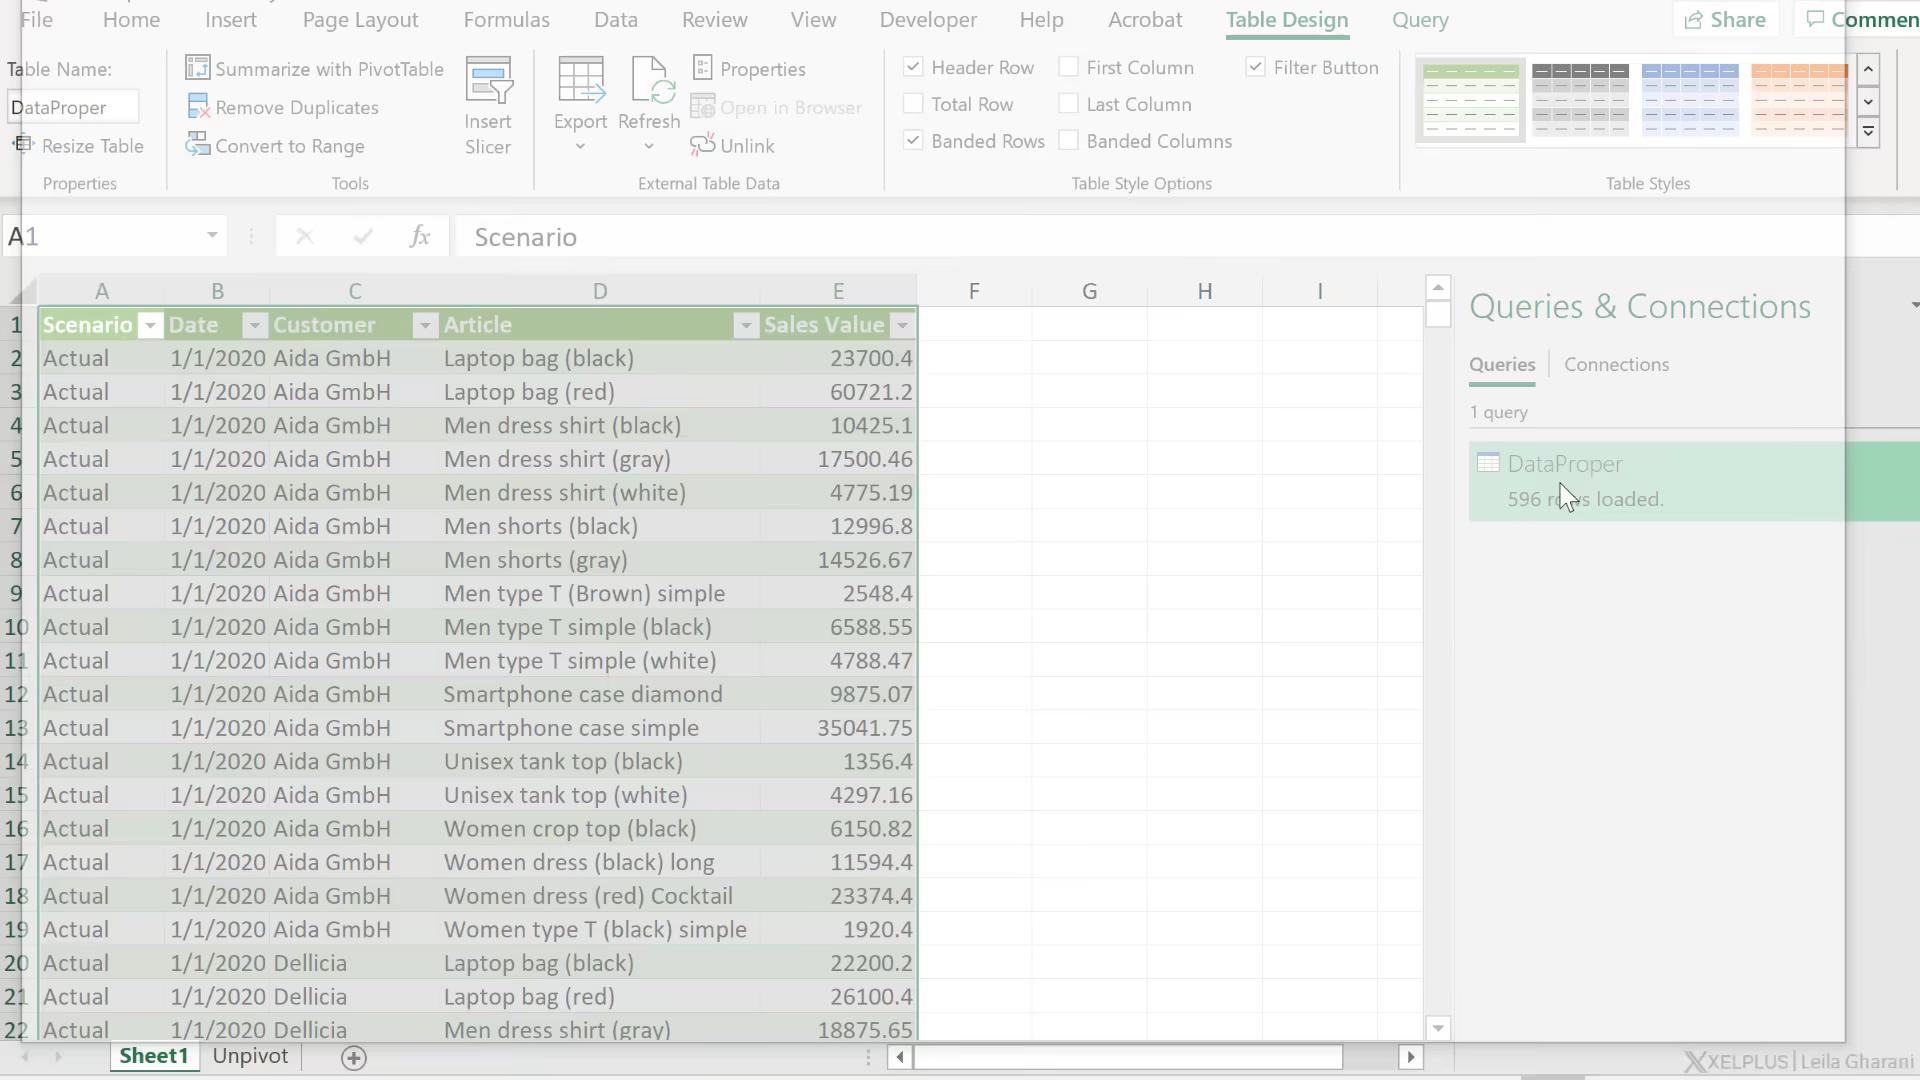 File Home Insert Page Layout Formulas Data Review View Developer Help Acrobat Table Design Query Share Commen
Table Name:
DataProper
Resize Table
Properties
Summarize with PivotTable
Remove Duplicates
Convert to Range
Tools
Insert
Slicer
Export
Refresh
Properties
Open in Browser
Unlink
External Table Data
Header Row First Column Filter Button
Total Row Last Column
Banded Rows Banded Columns
Table Style Options
Table Styles
A1 fx Scenario
A B C D E F G H I
1 Scenario Date Customer Article Sales Value
2 Actual 1/1/2020 Aida GmbH Laptop bag (black) 23700.4
3 Actual 1/1/2020 Aida GmbH Laptop bag (red) 60721.2
4 Actual 1/1/2020 Aida GmbH Men dress shirt (black) 10425.1
5 Actual 1/1/2020 Aida GmbH Men dress shirt (gray) 17500.46
6 Actual 1/1/2020 Aida GmbH Men dress shirt (white) 4775.19
7 Actual 1/1/2020 Aida GmbH Men shorts (black) 12996.8
8 Actual 1/1/2020 Aida GmbH Men shorts (gray) 14526.67
9 Actual 1/1/2020 Aida GmbH Men type T (Brown) simple 2548.4
10 Actual 1/1/2020 Aida GmbH Men type T simple (black) 6588.55
11 Actual 1/1/2020 Aida GmbH Men type T simple (white) 4788.47
12 Actual 1/1/2020 Aida GmbH Smartphone case diamond 9875.07
13 Actual 1/1/2020 Aida GmbH Smartphone case simple 35041.75
14 Actual 1/1/2020 Aida GmbH Unisex tank top (black) 1356.4
15 Actual 1/1/2020 Aida GmbH Unisex tank top (white) 4297.16
16 Actual 1/1/2020 Aida GmbH Women crop top (black) 6150.82
17 Actual 1/1/2020 Aida GmbH Women dress (black) long 11594.4
18 Actual 1/1/2020 Aida GmbH Women dress (red) Cocktail 23374.4
19 Actual 1/1/2020 Aida GmbH Women type T (black) simple 1920.4
20 Actual 1/1/2020 Dellicia Laptop bag (black) 22200.2
21 Actual 1/1/2020 Dellicia Laptop bag (red) 26100.4
22 Actual 1/1/2020 Dellicia Men dress shirt (gray) 18875.65
Queries & Connections
Queries Connections
1 query
DataProper
596 rows loaded.
Sheet1 Unpivot
XELPLUS | Leila Gharani